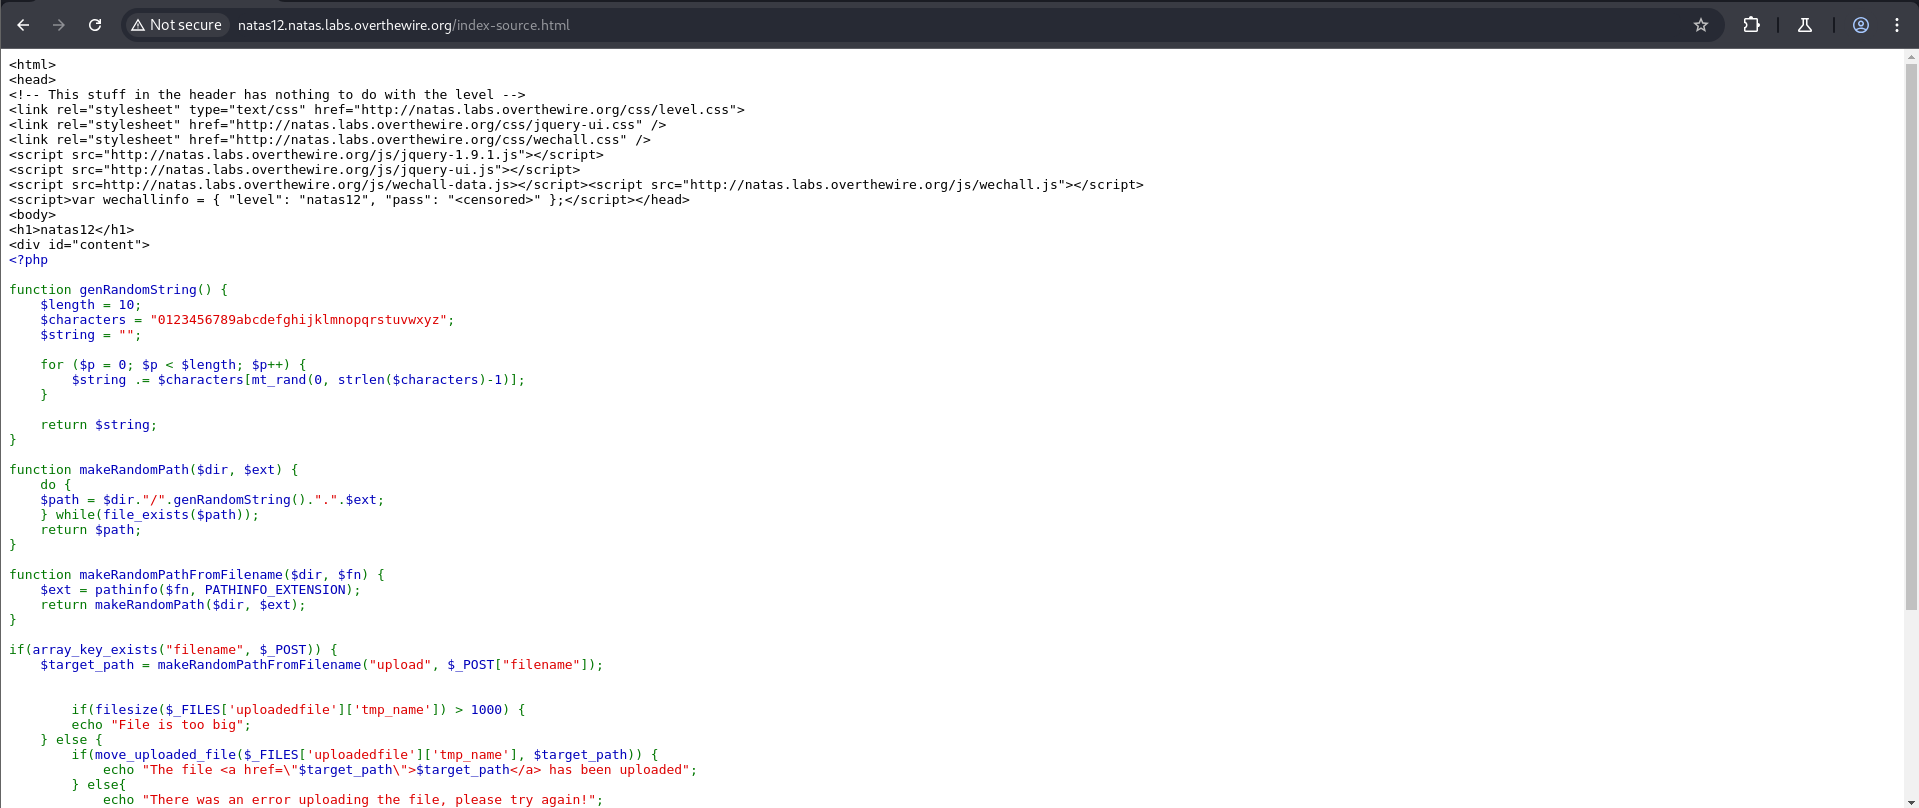 Not secure natas12.natas.labs.overthewire.org/index-source.html
<html>
<head>
<!-- This stuff in the header has nothing to do with the level -->
<link rel="stylesheet" type="text/css" href="http://natas.labs.overthewire.org/css/level.css">
<link rel="stylesheet" href="http://natas.labs.overthewire.org/css/jquery-ui.css" />
<link rel="stylesheet" href="http://natas.labs.overthewire.org/css/wechall.css" />
<script src="http://natas.labs.overthewire.org/js/jquery-1.9.1.js"></script>
<script src="http://natas.labs.overthewire.org/js/jquery-ui.js"></script>
<script src=http://natas.labs.overthewire.org/js/wechall-data.js></script><script src="http://natas.labs.overthewire.org/js/wechall.js"></script>
<script>var wechallinfo = { "level": "natas12", "pass": "<censored>" };</script></head>
<body>
<h1>natas12</h1>
<div id="content">
<?php

function genRandomString() {
    $length = 10;
    $characters = "0123456789abcdefghijklmnopqrstuvwxyz";
    $string = "";

    for ($p = 0; $p < $length; $p++) {
        $string .= $characters[mt_rand(0, strlen($characters)-1)];
    }

    return $string;
}

function makeRandomPath($dir, $ext) {
    do {
    $path = $dir."/".genRandomString().".".$ext;
    } while(file_exists($path));
    return $path;
}

function makeRandomPathFromFilename($dir, $fn) {
    $ext = pathinfo($fn, PATHINFO_EXTENSION);
    return makeRandomPath($dir, $ext);
}

if(array_key_exists("filename", $_POST)) {
    $target_path = makeRandomPathFromFilename("upload", $_POST["filename"]);


        if(filesize($_FILES['uploadedfile']['tmp_name']) > 1000) {
        echo "File is too big";
    } else {
        if(move_uploaded_file($_FILES['uploadedfile']['tmp_name'], $target_path)) {
            echo "The file <a href=\"$target_path\">$target_path</a> has been uploaded";
        } else{
            echo "There was an error uploading the file, please try again!";